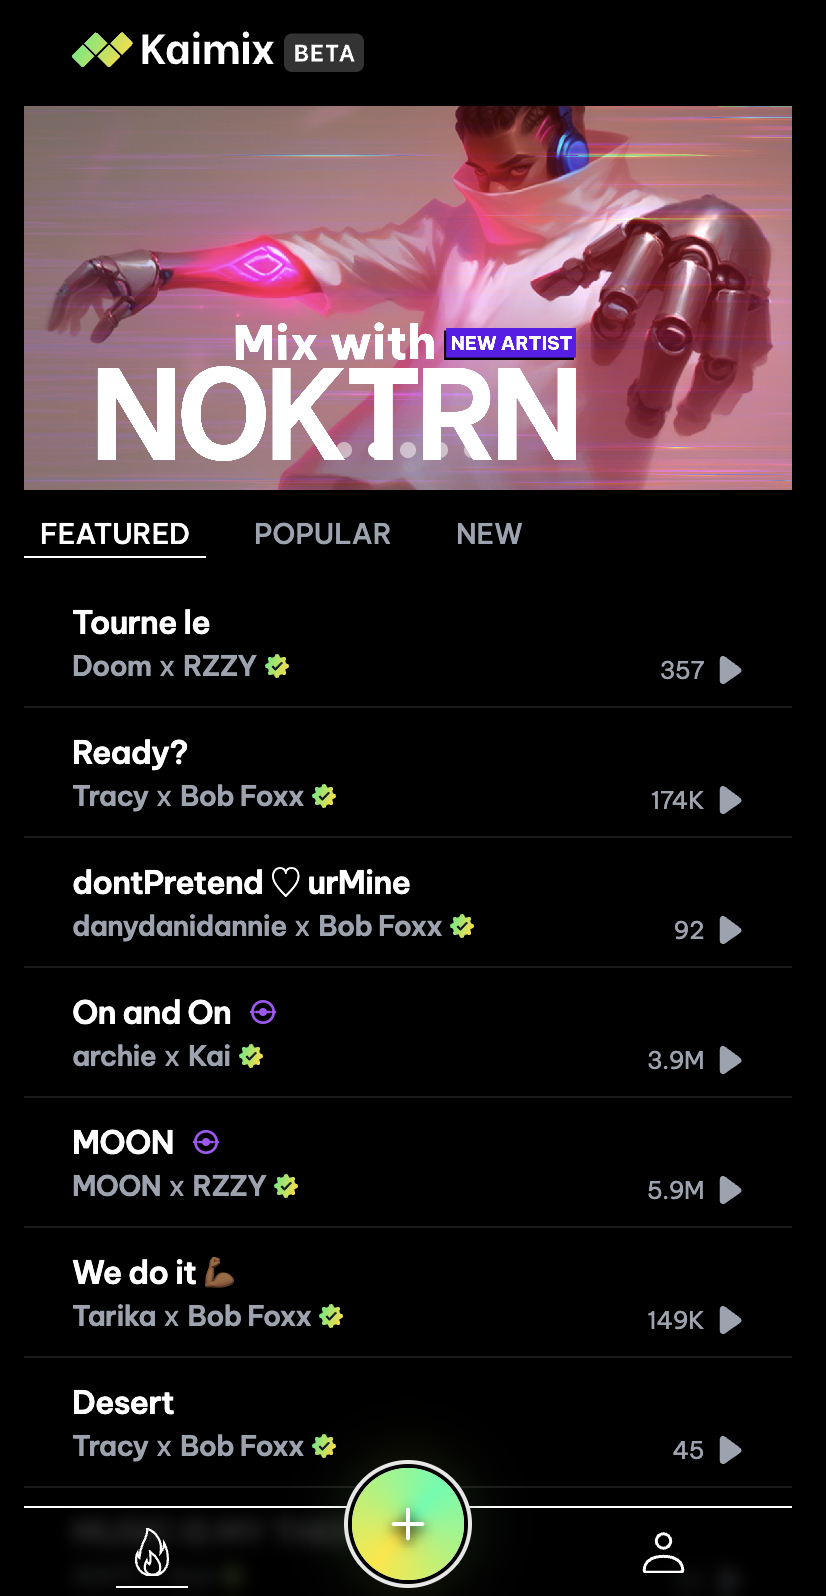 Kaimix BETA
Mix with NEW ARTIST
NOKTRN
FEATURED POPULAR NEW
Tourne le
Doom x RZZY 357
Ready?
Tracy x Bob Foxx 174K
dontPretend ♡ urMine
danydanidannie x Bob Foxx 92
On and On
archie x Kai 3.9M
MOON
MOON x RZZY 5.9M
We do it 💪🏾
Tarika x Bob Foxx 149K
Desert
Tracy x Bob Foxx 45